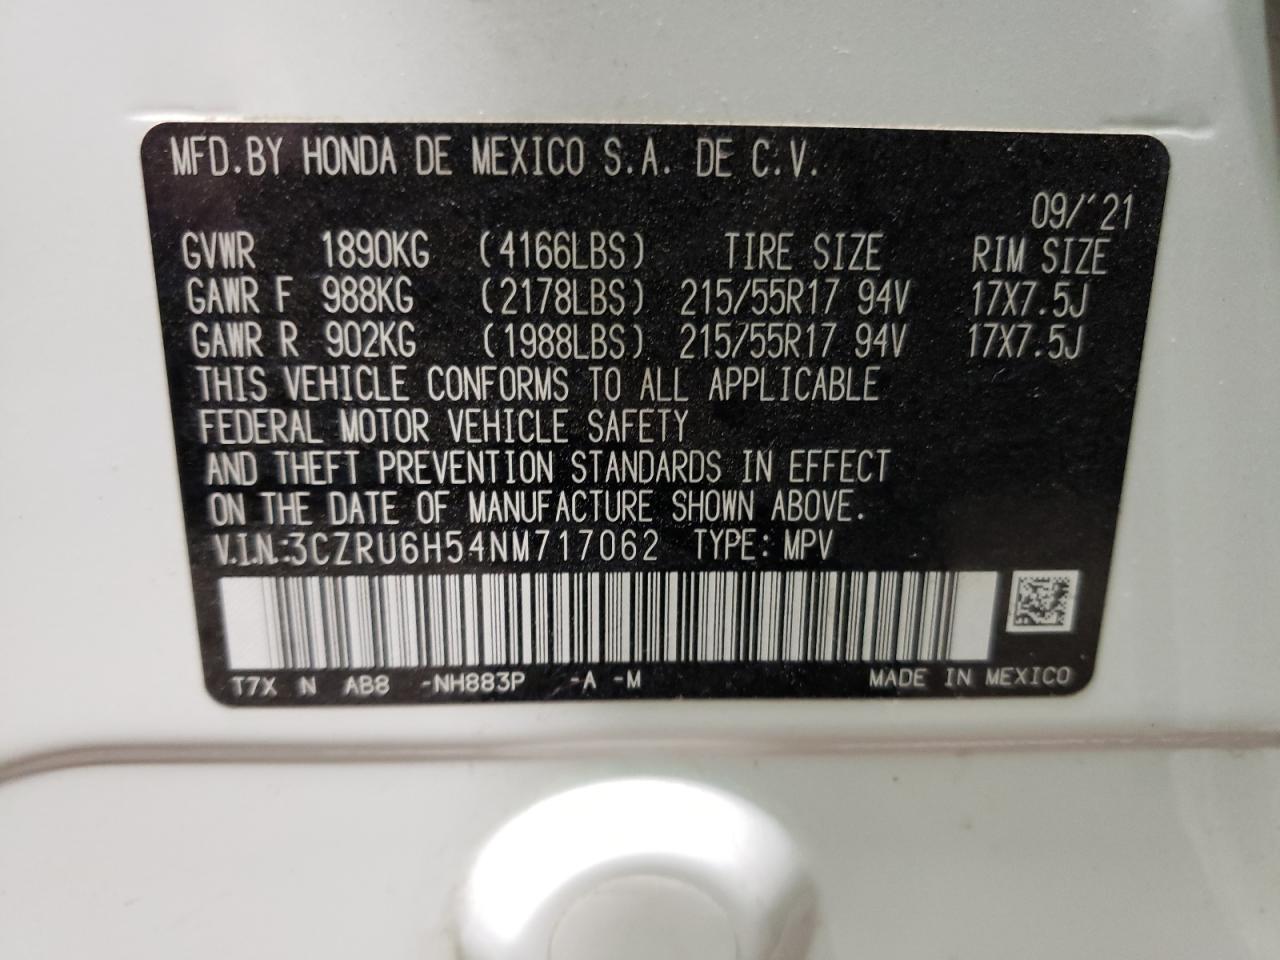 MFD.BY HONDA DE MEXICO S.A. DE C.V.
09/'21
GVWR 1890KG (4166LBS) TIRE SIZE RIM SIZE
GAWR F 988KG (2178LBS) 215/55R17 94V 17X7.5J
GAWR R 902KG (1988LBS) 215/55R17 94V 17X7.5J
THIS VEHICLE CONFORMS TO ALL APPLICABLE
FEDERAL MOTOR VEHICLE SAFETY
AND THEFT PREVENTION STANDARDS IN EFFECT
ON THE DATE OF MANUFACTURE SHOWN ABOVE.
V.I.N.:3CZRU6H54NM717062 TYPE: MPV
T7X N AB8 -NH883P -A -M MADE IN MEXICO